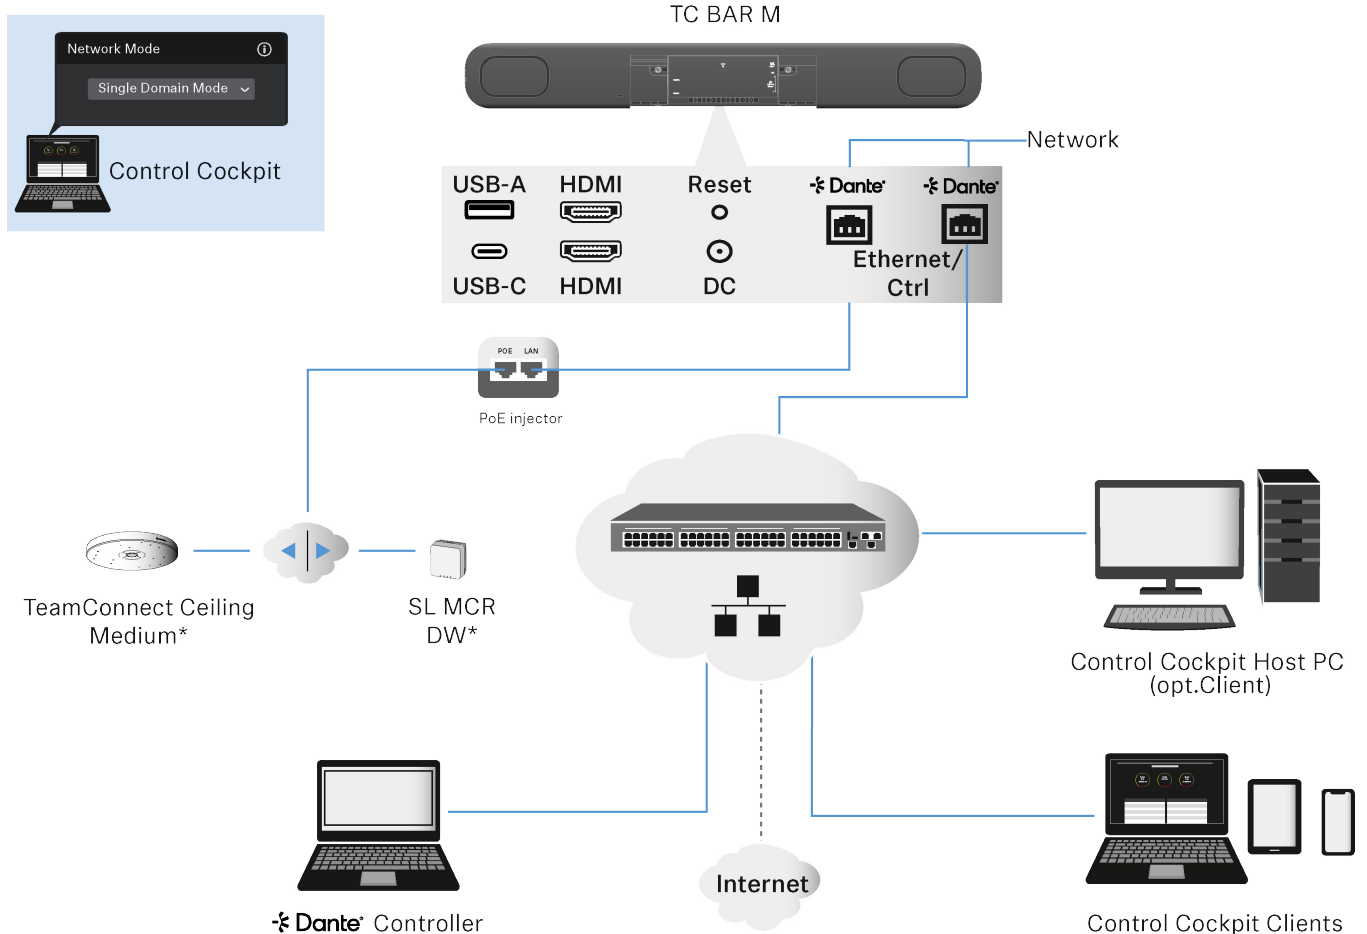 TC BAR M
Network Mode
Single Domain Mode
Control Cockpit
Network
USB-A HDMI Reset Dante Dante
Ethernet/
Ctrl
USB-C HDMI DC
POE LAN
PoE injector
TeamConnect Ceiling
Medium*
SL MCR
DW*
Control Cockpit Host PC
(opt.Client)
Internet
Dante Controller
Control Cockpit Clients